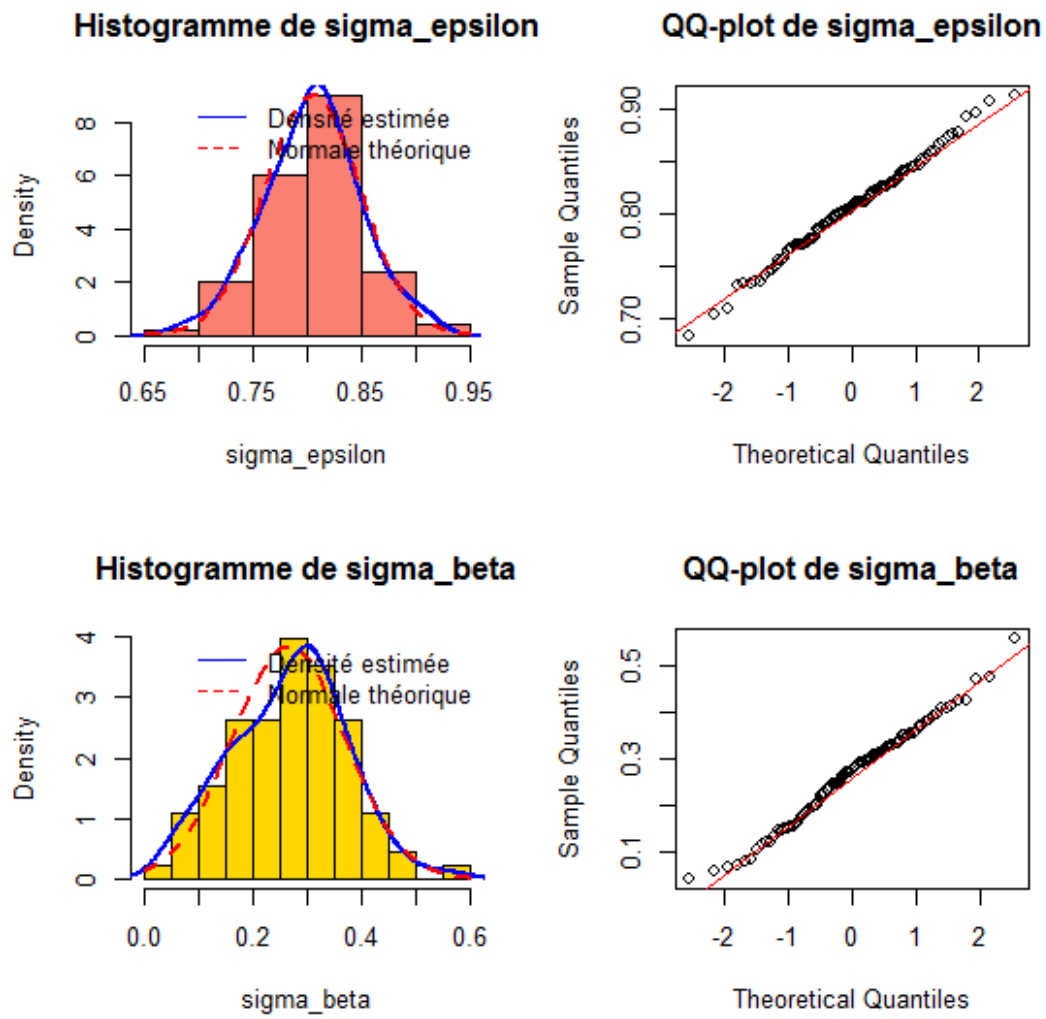 Histogramme de sigma_epsilon
Density
0 2 4 6 8
Densité estimée
Normale théorique
0.65 0.75 0.85 0.95
sigma_epsilon
QQ-plot de sigma_epsilon
Sample Quantiles
0.70 0.80 0.90
-2 -1 0 1 2
Theoretical Quantiles
Histogramme de sigma_beta
Density
0 1 2 3 4
Densité estimée
Normale théorique
0.0 0.2 0.4 0.6
sigma_beta
QQ-plot de sigma_beta
Sample Quantiles
0.1 0.3 0.5
-2 -1 0 1 2
Theoretical Quantiles